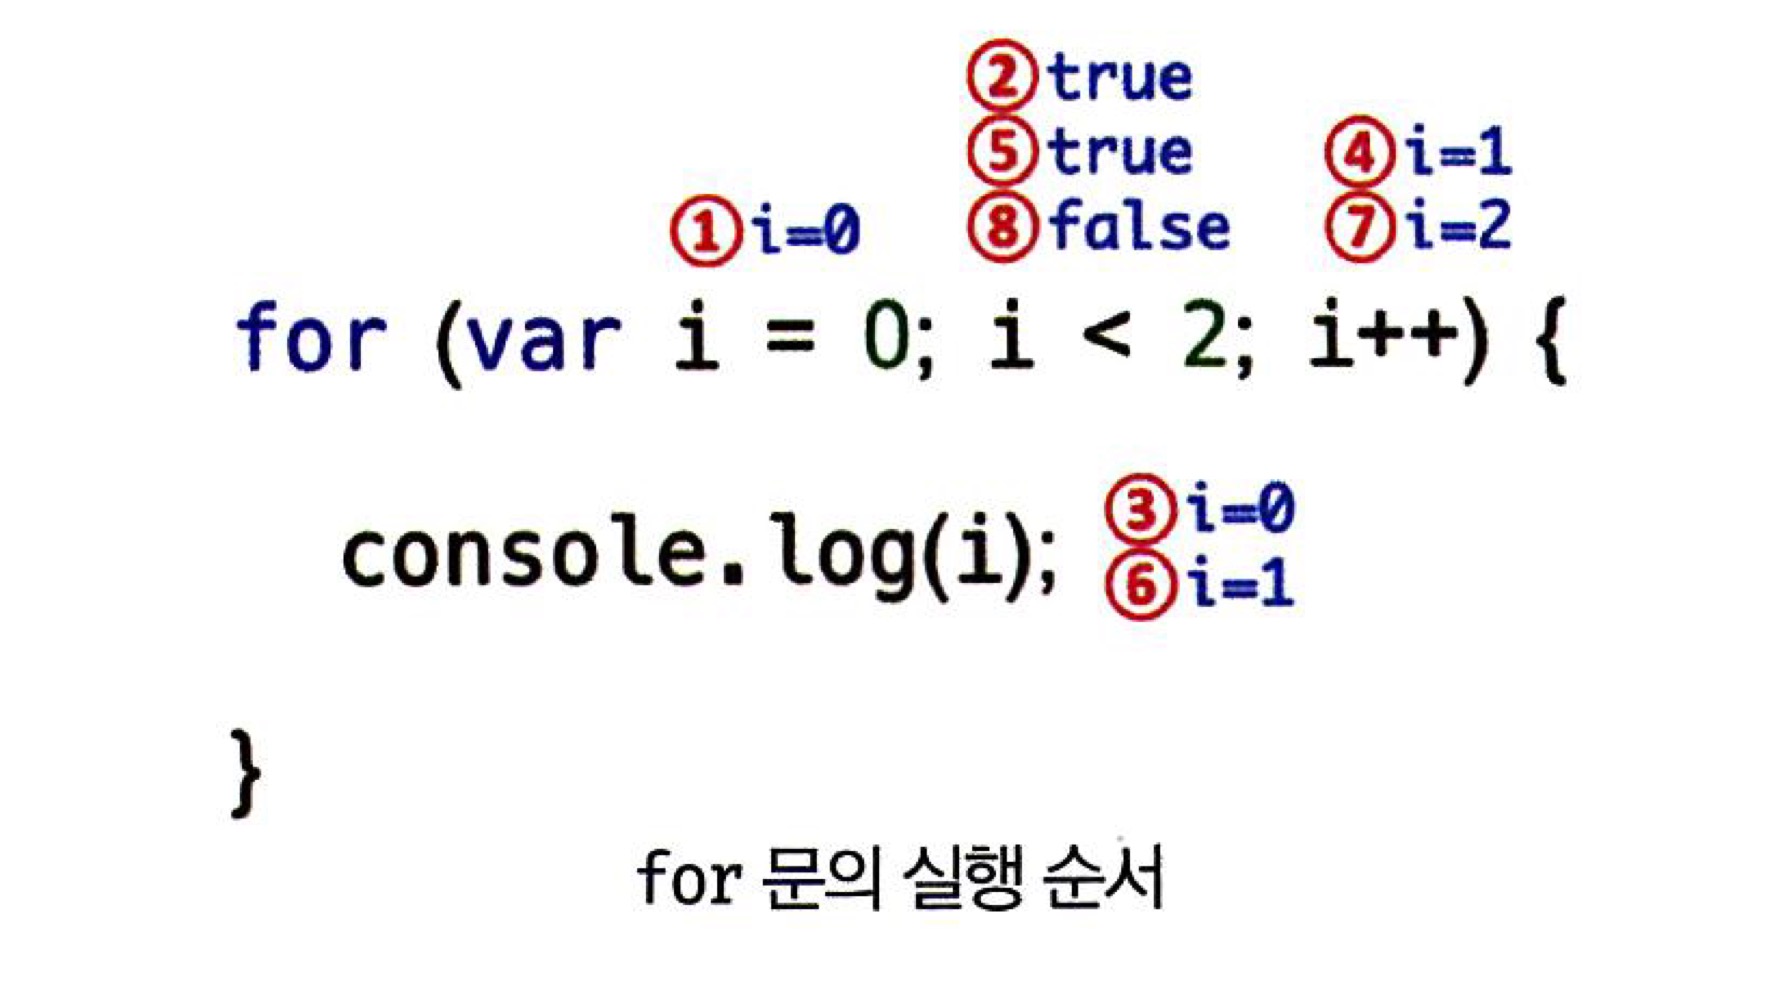 ②true
⑤true ④i=1
①i=0 ⑧false ⑦i=2
for (var i = 0; i < 2; i++) {
③i=0
console.log(i);
⑥i=1
}
for 문의 실행 순서